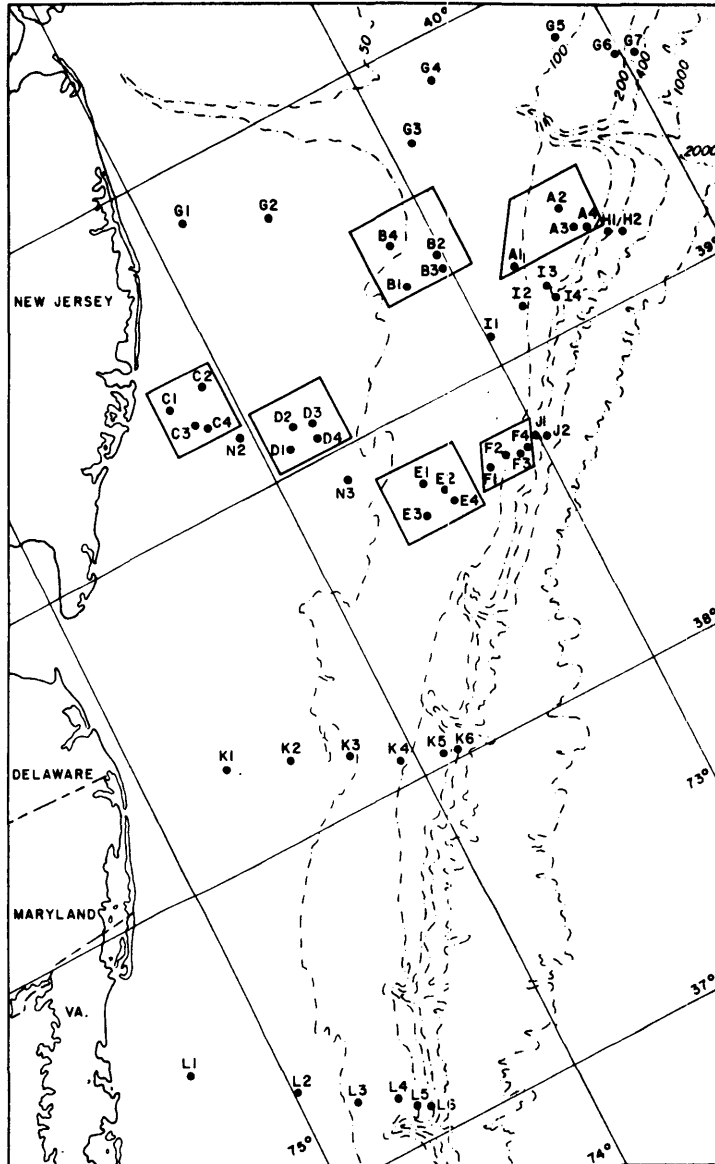 40°
50
100
G5
G6
G7
200
400
1000
2000
G4
G3
G1
G2
A2
A3
A4
H1/H2
39°
B4
B2
B3
B1
A1
I3
I2
I4
I1
NEW JERSEY
C2
C1
C3
C4
N2
D2
D3
D4
D1
N3
J1
J2
F4
F2
F3
F1
E1
E2
E4
E3
38°
73°
K1
K2
K3
K4
K5
K6
DELAWARE
MARYLAND
VA.
37°
L1
L2
L3
L4
L5
L6
75°
74°